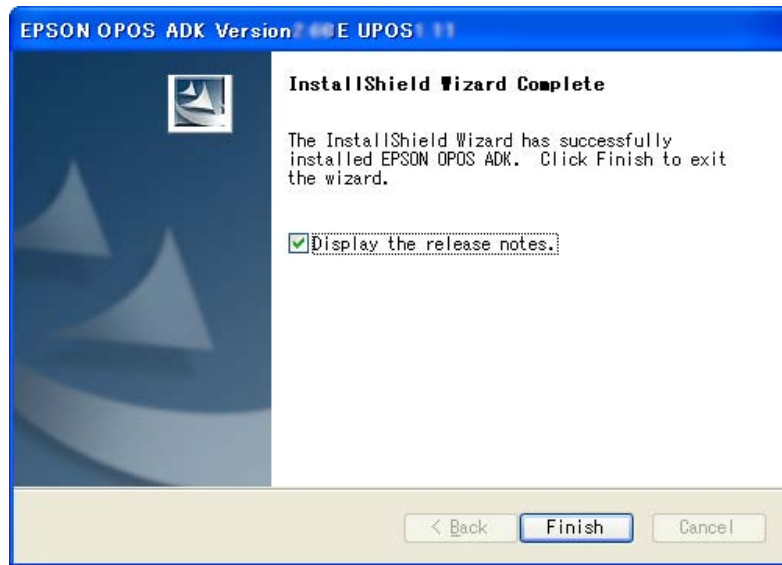 EPSON OPOS ADK Version E UPOS
InstallShield Wizard Complete
The InstallShield Wizard has successfully
installed EPSON OPOS ADK. Click Finish to exit
the wizard.
Display the release notes.
< Back Finish Cancel